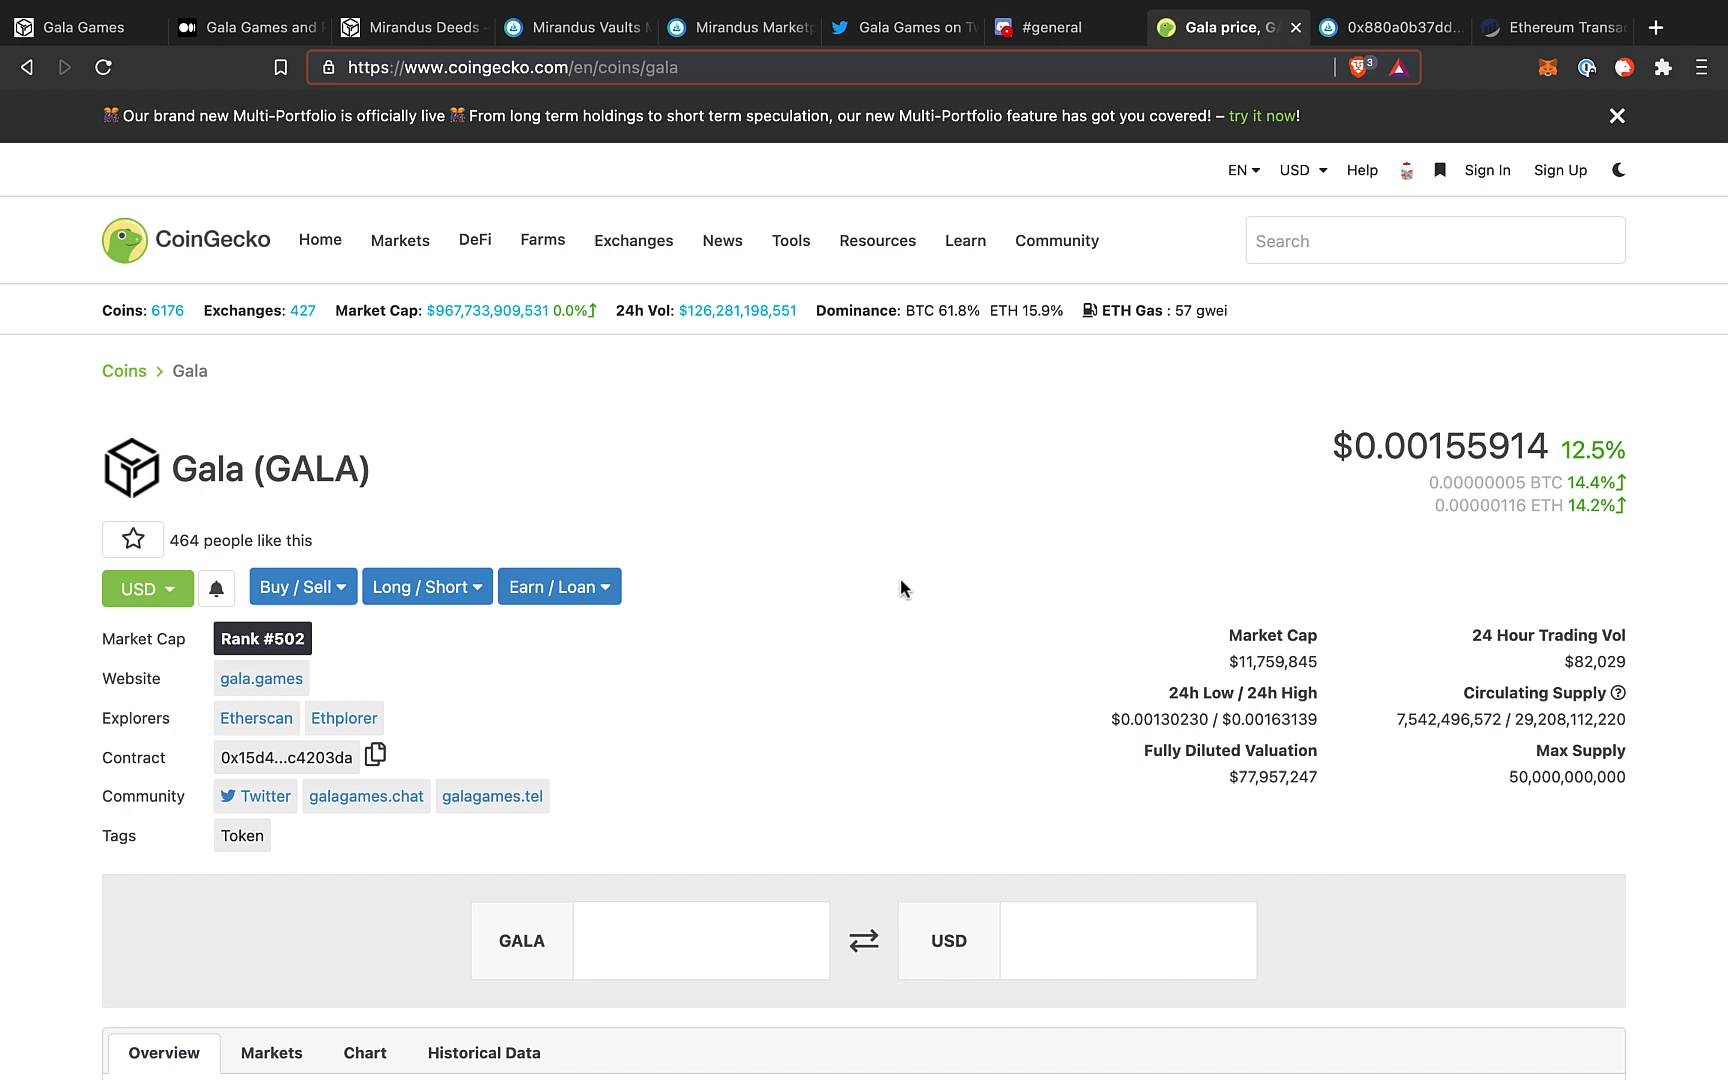 Gala Games
Gala Games and
Mirandus Deeds -
Mirandus Vaults
Mirandus Market
Gala Games on
#general
Gala price, G
0x880a0b37dd...
Ethereum Transa
https://www.coingecko.com/en/coins/gala
3
Our brand new Multi-Portfolio is officially live From long term holdings to short term speculation, our new Multi-Portfolio feature has got you covered! – try it now!
EN USD Help Sign In Sign Up
CoinGecko Home Markets DeFi Farms Exchanges News Tools Resources Learn Community
Search
Coins: 6176 Exchanges: 427 Market Cap: $967,733,909,531 0.0% 24h Vol: $126,281,198,551 Dominance: BTC 61.8% ETH 15.9% ETH Gas : 57 gwei
Coins > Gala
Gala (GALA)
$0.00155914 12.5%
0.00000005 BTC 14.4%
0.00000116 ETH 14.2%
464 people like this
USD Buy / Sell Long / Short Earn / Loan
Market Cap Rank #502
Website gala.games
Explorers Etherscan Ethplorer
Contract 0x15d4...c4203da
Community Twitter galagames.chat galagames.tel
Tags Token
Market Cap
$11,759,845
24 Hour Trading Vol
$82,029
24h Low / 24h High
$0.00130230 / $0.00163139
Circulating Supply
7,542,496,572 / 29,208,112,220
Fully Diluted Valuation
$77,957,247
Max Supply
50,000,000,000
GALA
USD
Overview Markets Chart Historical Data